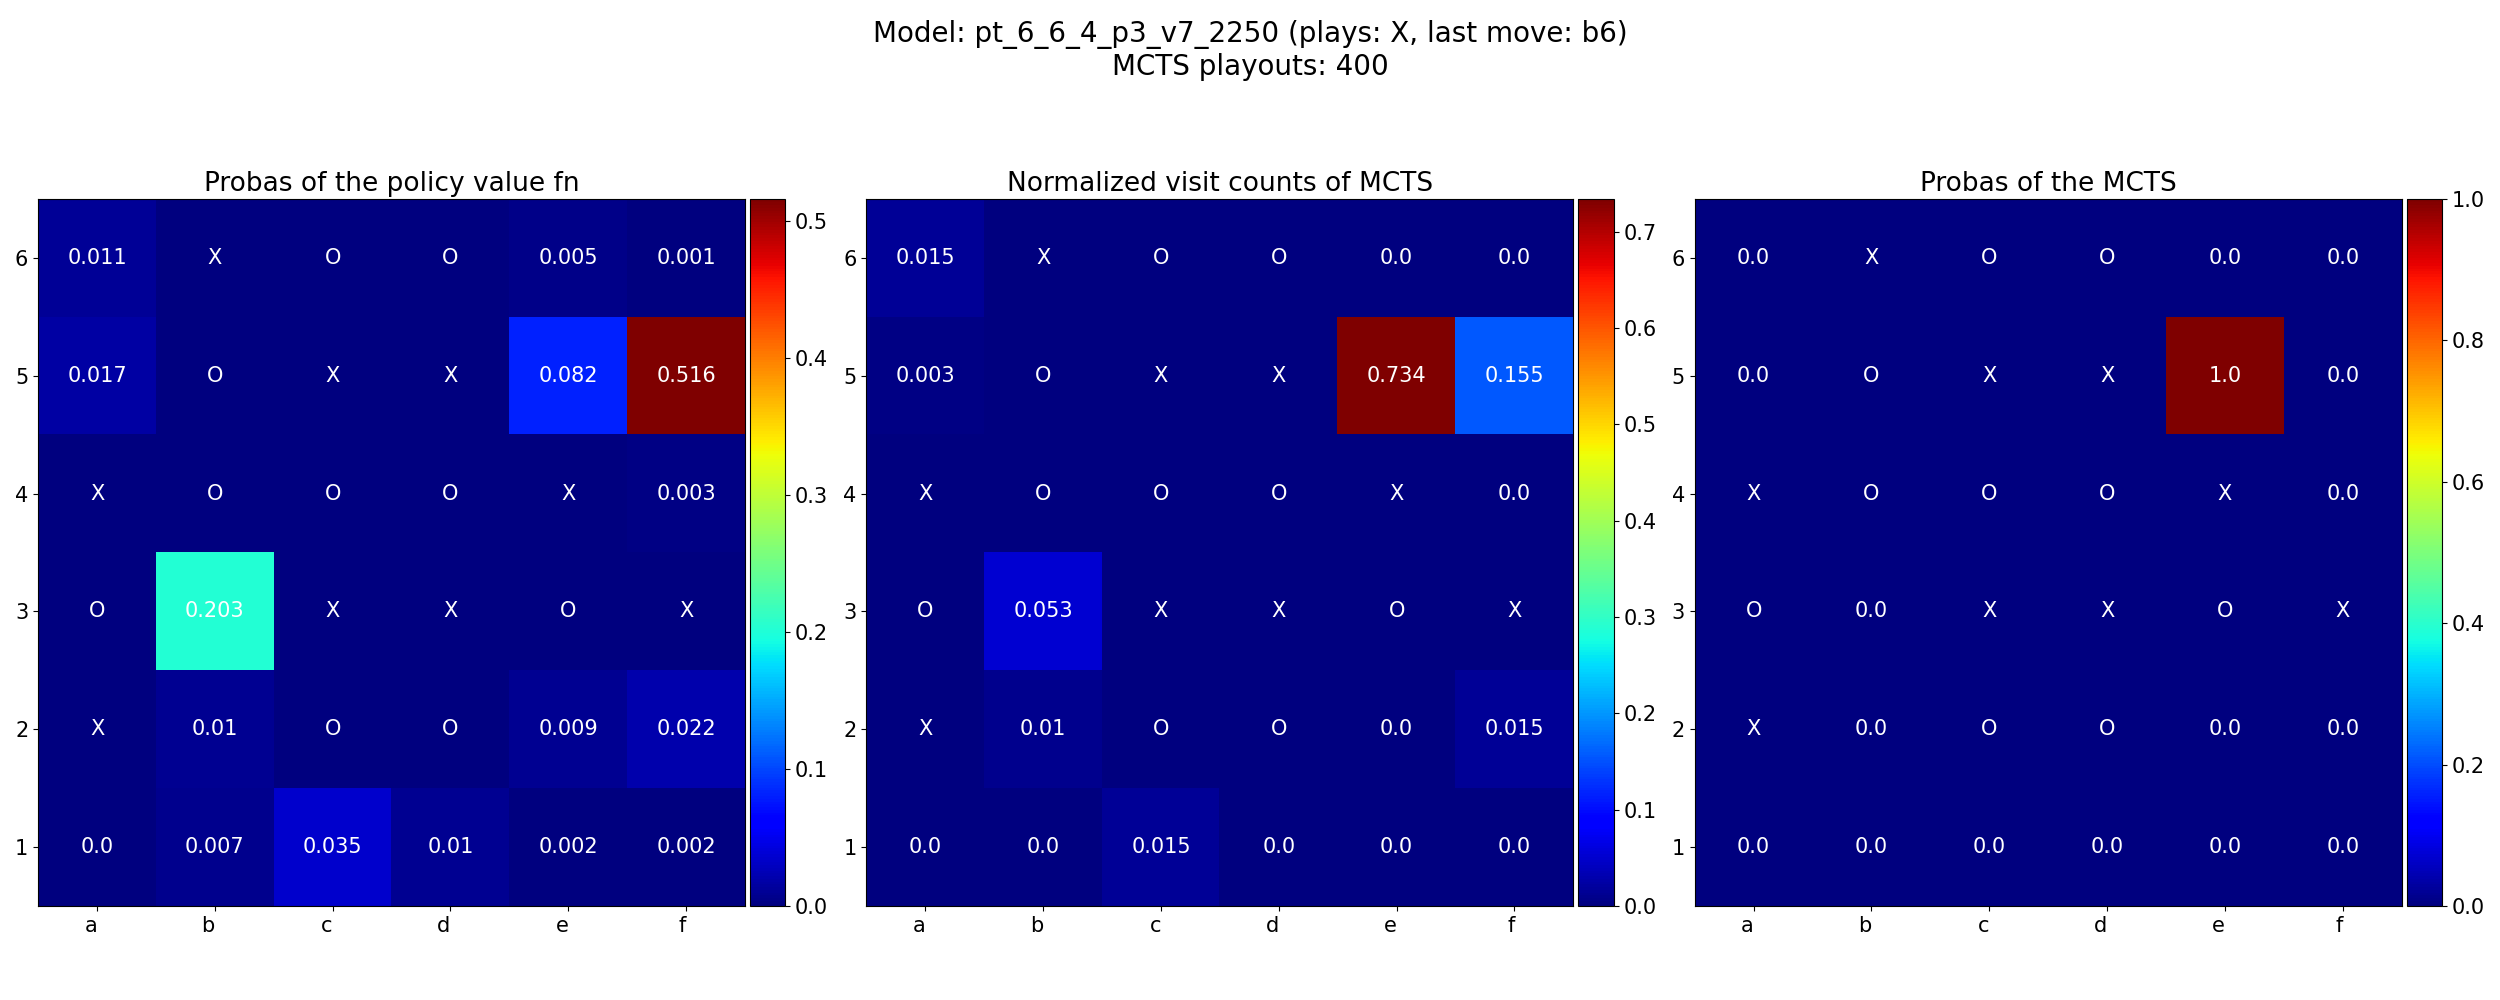 Model: pt_6_6_4_p3_v7_2250 (plays: X, last move: b6)
MCTS playouts: 400
Probas of the policy value fn
6 0.011 X O O 0.005 0.001
5 0.017 O X X 0.082 0.516
4 X O O O X 0.003
3 O 0.203 X X O X
2 X 0.01 O O 0.009 0.022
1 0.0 0.007 0.035 0.01 0.002 0.002
a b c d e f
0.5
0.4
0.3
0.2
0.1
0.0
Normalized visit counts of MCTS
6 0.015 X O O 0.0 0.0
5 0.003 O X X 0.734 0.155
4 X O O O X 0.0
3 O 0.053 X X O X
2 X 0.01 O O 0.0 0.015
1 0.0 0.0 0.015 0.0 0.0 0.0
a b c d e f
0.7
0.6
0.5
0.4
0.3
0.2
0.1
0.0
Probas of the MCTS
6 0.0 X O O 0.0 0.0
5 0.0 O X X 1.0 0.0
4 X O O O X 0.0
3 O 0.0 X X O X
2 X 0.0 O O 0.0 0.0
1 0.0 0.0 0.0 0.0 0.0 0.0
a b c d e f
1.0
0.8
0.6
0.4
0.2
0.0